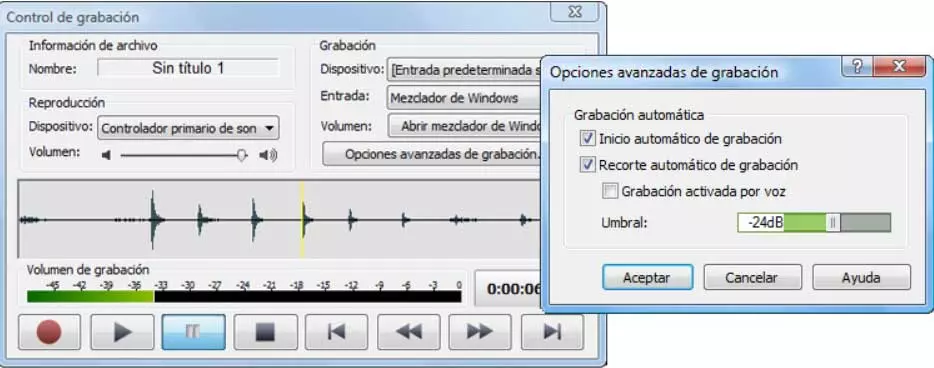 Control de grabación
Información de archivo
Nombre: Sin título 1
Reproducción
Dispositivo: Controlador primario de son
Volumen:
Grabación
Dispositivo: [Entrada predeterminada s
Entrada: Mezclador de Windows
Volumen: Abrir mezclador de Windo
Opciones avanzadas de grabación.
Volumen de grabación
-45 -42 -39 -36 -33 -30 -27 -24 -21 -18 -15 -12 -9 -6 -3 0
0:00:06
Opciones avanzadas de grabación
Grabación automática
Inicio automático de grabación
Recorte automático de grabación
Grabación activada por voz
Umbral: -24dB
Aceptar Cancelar Ayuda